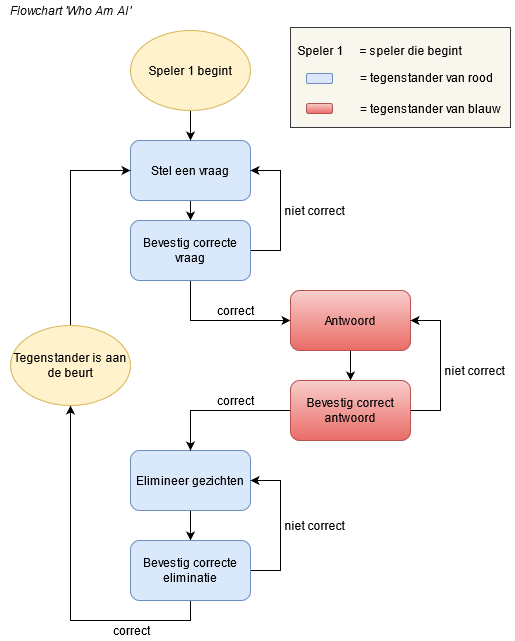 Flowchart 'Who Am AI'
Speler 1 begint
Speler 1 = speler die begint
= tegenstander van rood
= tegenstander van blauw
Stel een vraag
niet correct
Bevestig correcte
vraag
correct
Antwoord
Tegenstander is aan
de beurt
niet correct
correct
Bevestig correct
antwoord
Elimineer gezichten
niet correct
Bevestig correcte
eliminatie
correct